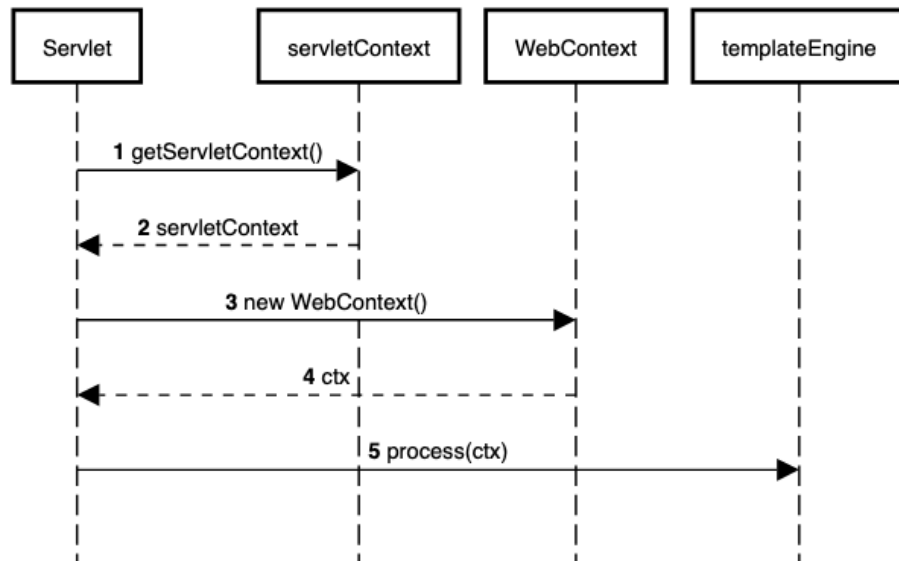 Servlet
servletContext
WebContext
templateEngine
1 getServletContext()
2 servletContext
3 new WebContext()
4 ctx
5 process(ctx)